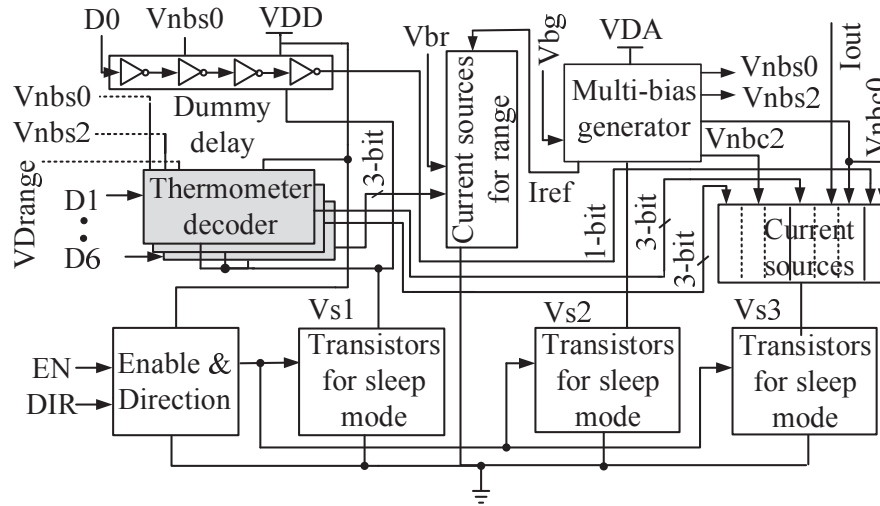 D0
Vnbs0
VDD
Vbr
Vbg
VDA
Iout
Vnbc0
Vnbs0
Vnbs2
VDrange
Dummy
delay
Current sources
for range
Multi-bias
generator
Vnbs0
Vnbs2
Vnbc2
Iref
3-bit
D1
D6
Thermometer
decoder
1-bit
3-bit
3-bit
Current
sources
Vs1
Vs2
Vs3
EN
DIR
Enable &
Direction
Transistors
for sleep
mode
Transistors
for sleep
mode
Transistors
for sleep
mode